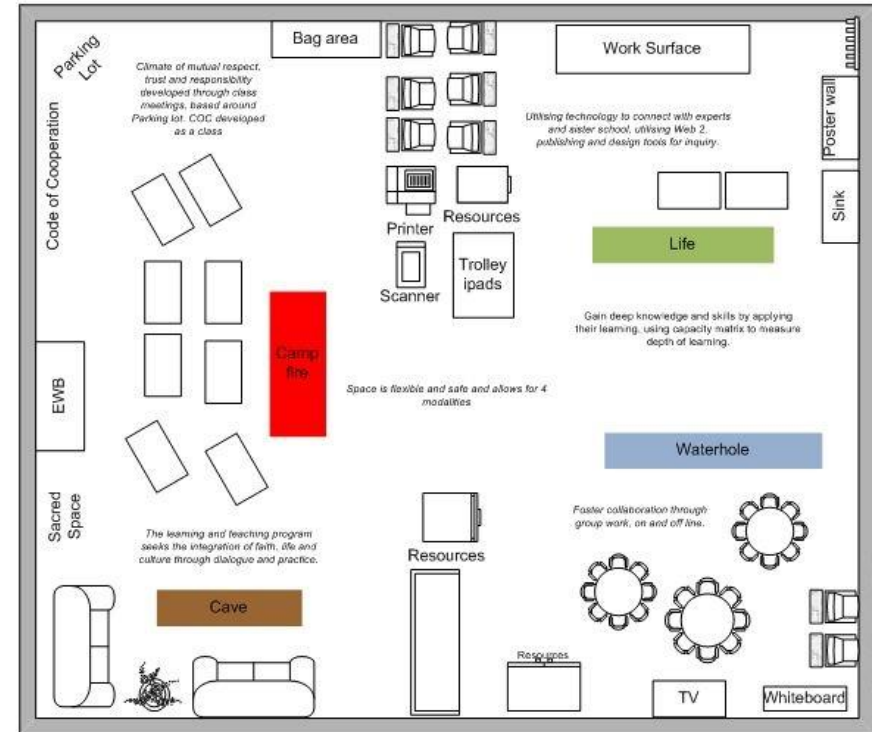 Parking
Lot
Bag area
Work Surface
Climate of mutual respect,
trust and responsibility
developed through class
meetings, based around
Parking lot. COC developed
as a class
Code of Cooperation
Utilising technology to connect with experts
and sister school, utilising Web 2,
publishing and design tools for inquiry.
Poster wall
Printer
Resources
Sink
Life
Scanner
Trolley
ipads
Camp
fire
Gain deep knowledge and skills by applying
their learning, using capacity matrix to measure
depth of learning.
EWB
Space is flexible and safe and allows for 4
modalities
Waterhole
Sacred
Space
The learning and teaching program
seeks the integration of faith, life and
culture through dialogue and practice.
Resources
Foster collaboration through
group work, on and off line.
Cave
Resources
TV
Whiteboard